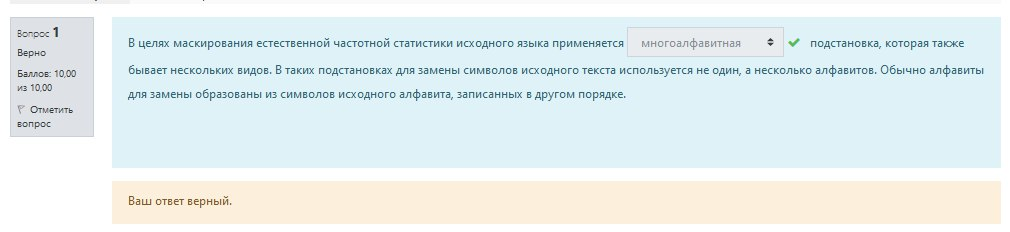 Вопрос 1
Верно
Баллов: 10,00
из 10,00
Отметить
вопрос
В целях маскирования естественной частотной статистики исходного языка применяется многоалфавитная подстановка, которая также
бывает нескольких видов. В таких подстановках для замены символов исходного текста используется не один, а несколько алфавитов. Обычно алфавиты
для замены образованы из символов исходного алфавита, записанных в другом порядке.
Ваш ответ верный.